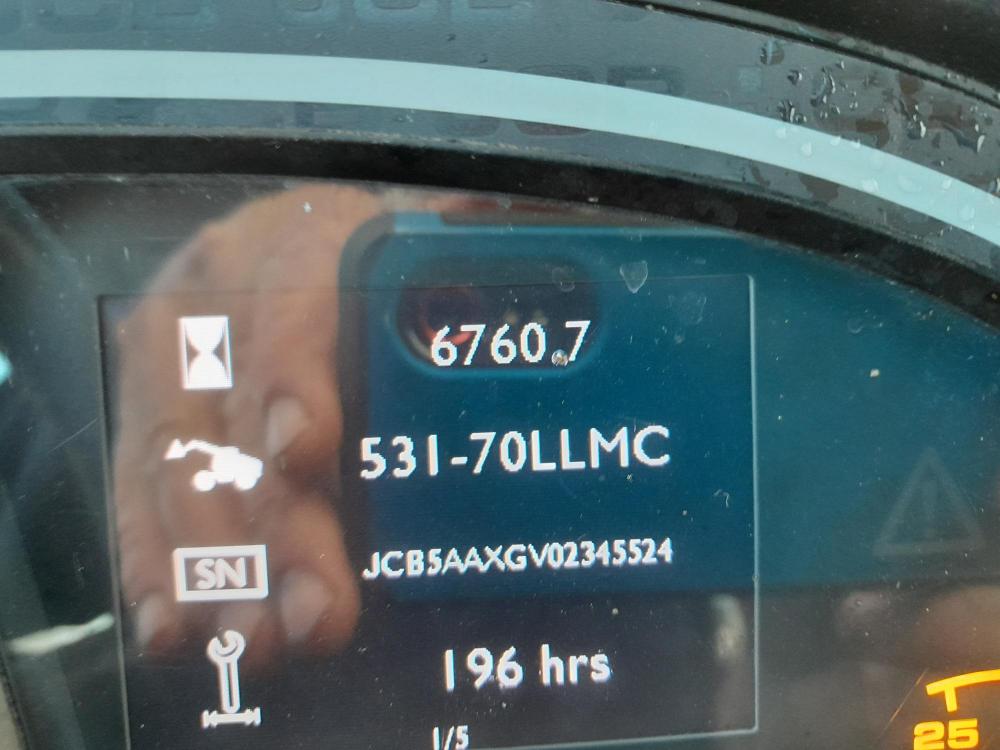 6760.7
531-70LLMC
SN JCB5AAXGV02345524
196 hrs
1/5
25